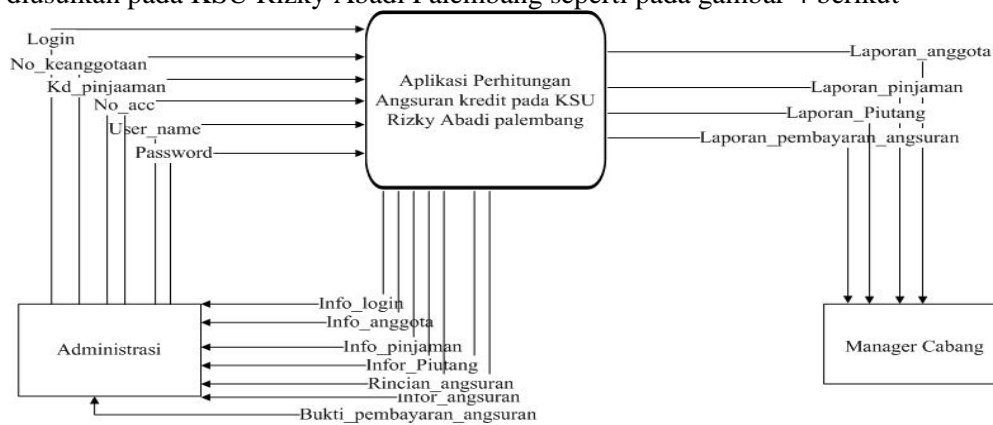 diusulkan pada KSU Rizky Abadi Palembang seperti pada gambar 4 berikut
Login
No_keanggotaan
Kd_pinjaaman
No_acc
User_name
Password
Aplikasi Perhitungan
Angsuran kredit pada KSU
Rizky Abadi palembang
Laporan_anggota
Laporan_pinjaman
Laporan_Piutang
Laporan_pembayaran_angsuran
Administrasi
Info_login
Info_anggota
Info_pinjaman
Infor_Piutang
Rincian_angsuran
Infor_angsuran
Bukti_pembayaran_angsuran
Manager Cabang